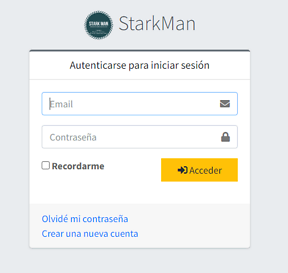 STARK MAN
StarkMan
Autenticarse para iniciar sesión
Email
Contraseña
Recordarme
Acceder
Olvidé mi contraseña
Crear una nueva cuenta